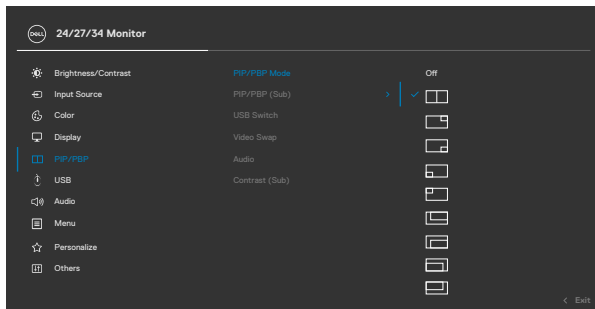 DELL
24/27/34 Monitor
Brightness/Contrast
Input Source
Color
Display
PIP/PBP
USB
Audio
Menu
Personalize
Others
PIP/PBP Mode
PIP/PBP (Sub)
USB Switch
Video Swap
Audio
Contrast (Sub)
Off
Exit